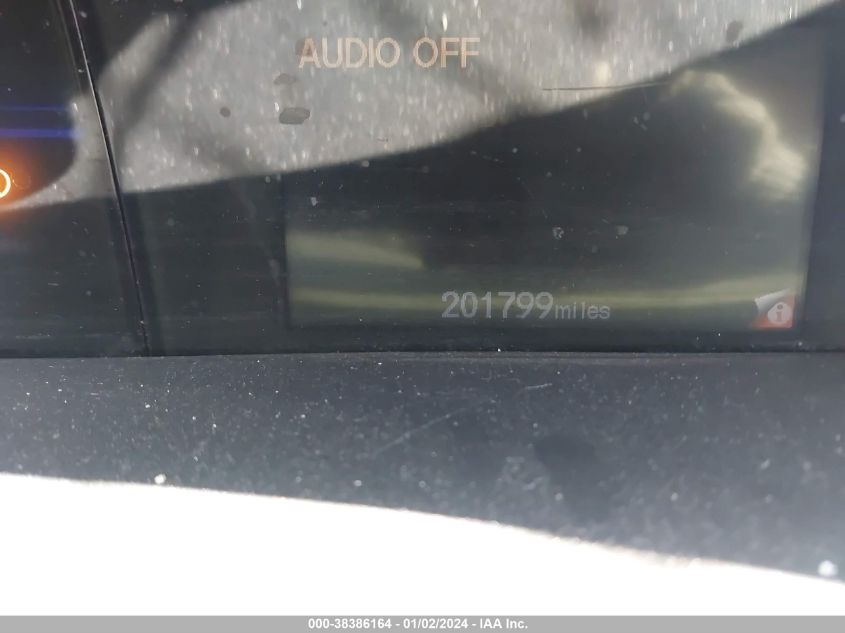 AUDIO OFF
201799miles
i
000-38386164 - 01/02/2024 - IAA Inc.